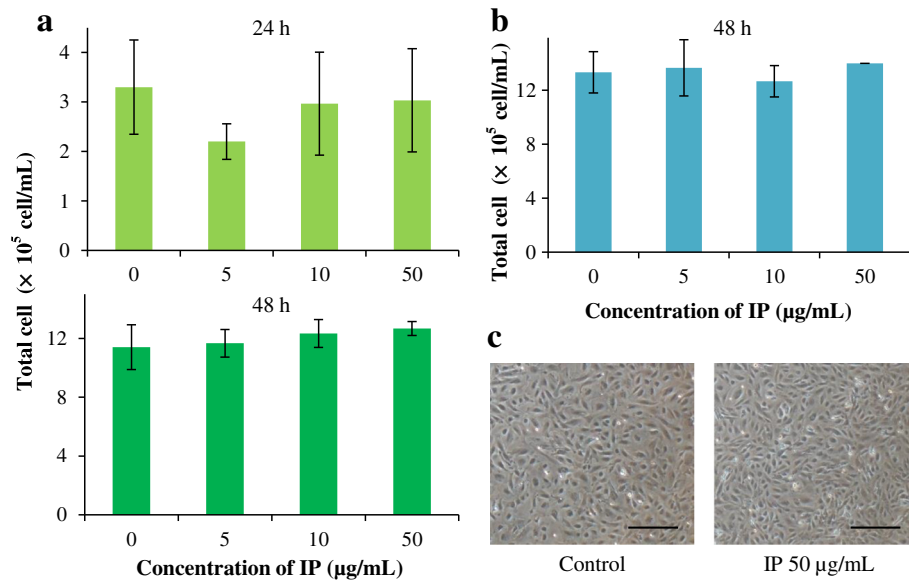 a
24 h
4
3
2
1
0
0 5 10 50
48 h
12
8
4
0
0 5 10 50
Total cell (× 10⁵ cell/mL)
Concentration of IP (µg/mL)
b
48 h
12
8
4
0
0 5 10 50
Total cell (× 10⁵ cell/mL)
Concentration of IP (µg/mL)
c
Control IP 50 µg/mL